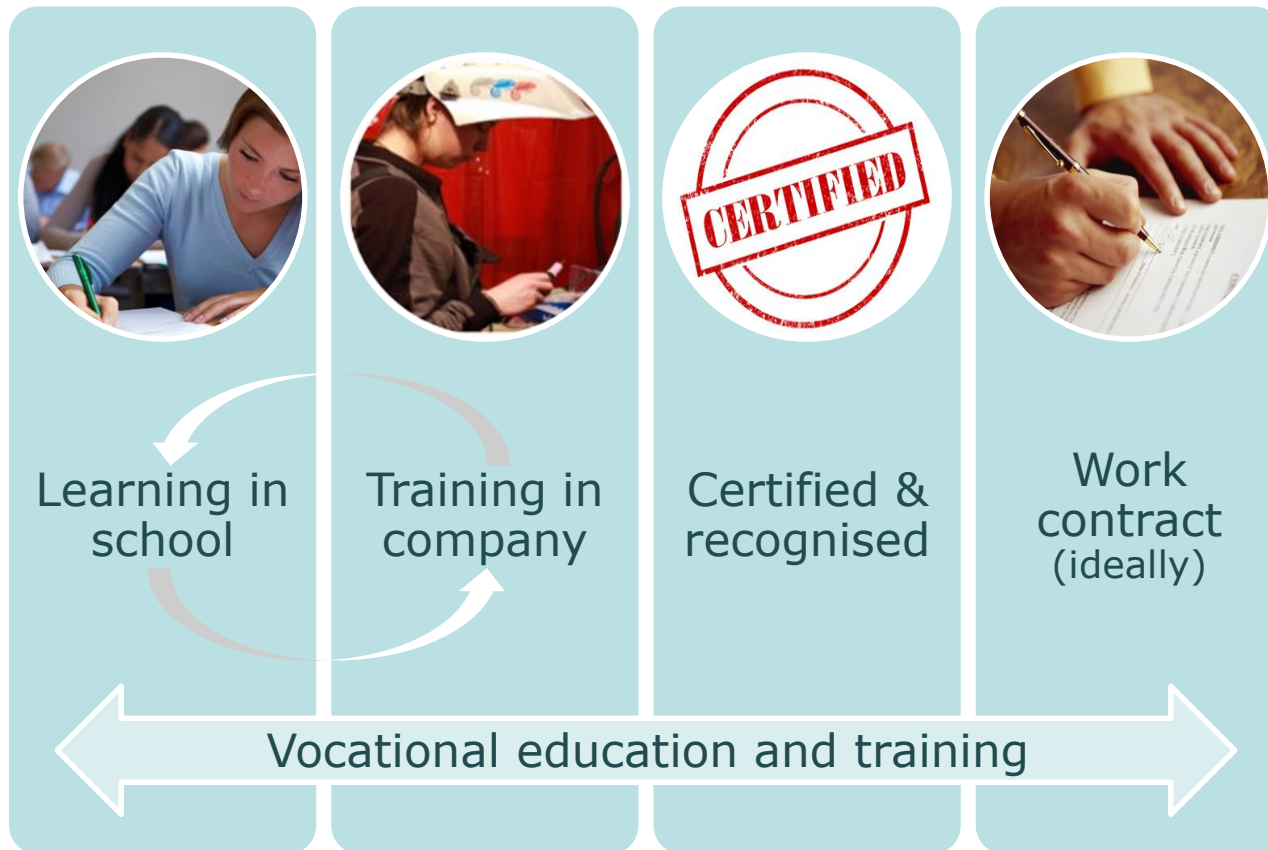 CERTIFIED
Learning in
school
Training in
company
Certified &
recognised
Work
contract
(ideally)
Vocational education and training